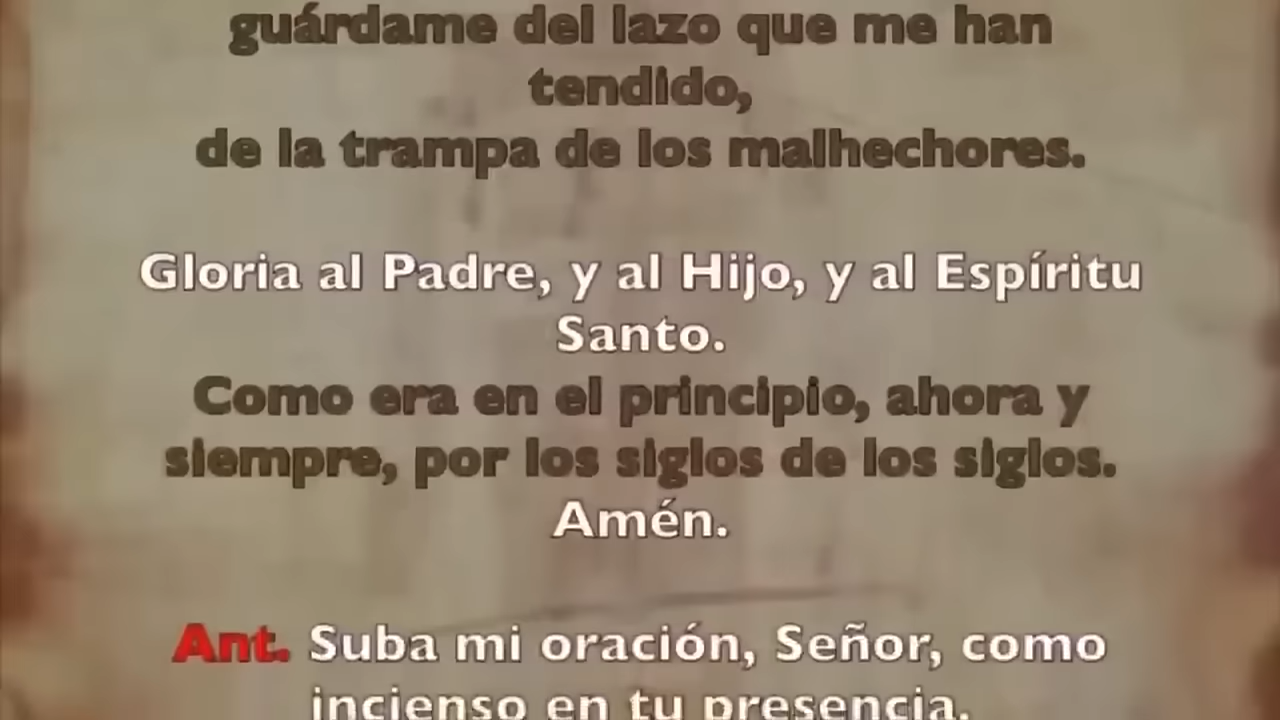 guárdame del lazo que me han
tendido,
de la trampa de los malhechores.
Gloria al Padre, y al Hijo, y al Espíritu
Santo.
Como era en el principio, ahora y
siempre, por los siglos de los siglos.
Amén.
Ant. Suba mi oración, Señor, como
incienso en tu presencia.